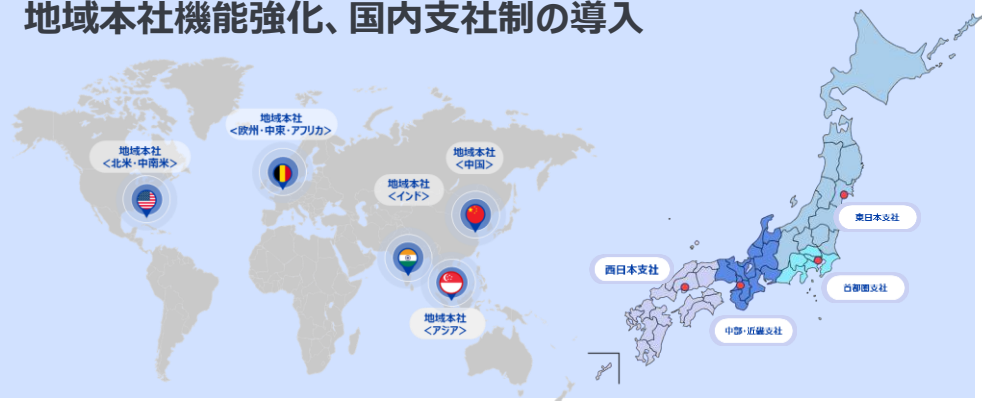 地域本社機能強化、国内支社制の導入
地域本社
<欧州・中東・アフリカ>
地域本社
<北米・中南米>
地域本社
<中国>
地域本社
<インド>
地域本社
<アジア>
東日本支社
西日本支社
首都圏支社
中部・近畿支社